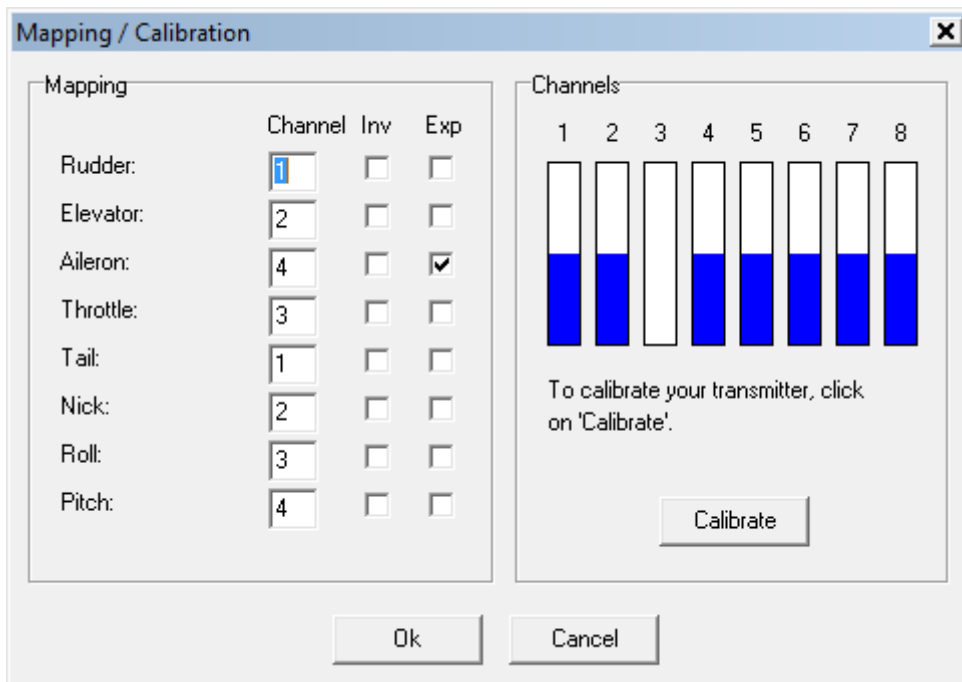 Mapping / Calibration
Mapping
Channel Inv Exp
Rudder: 1
Elevator: 2
Aileron: 4
Throttle: 3
Tail: 1
Nick: 2
Roll: 3
Pitch: 4
Channels
1 2 3 4 5 6 7 8
To calibrate your transmitter, click
on 'Calibrate'.
Calibrate
Ok Cancel